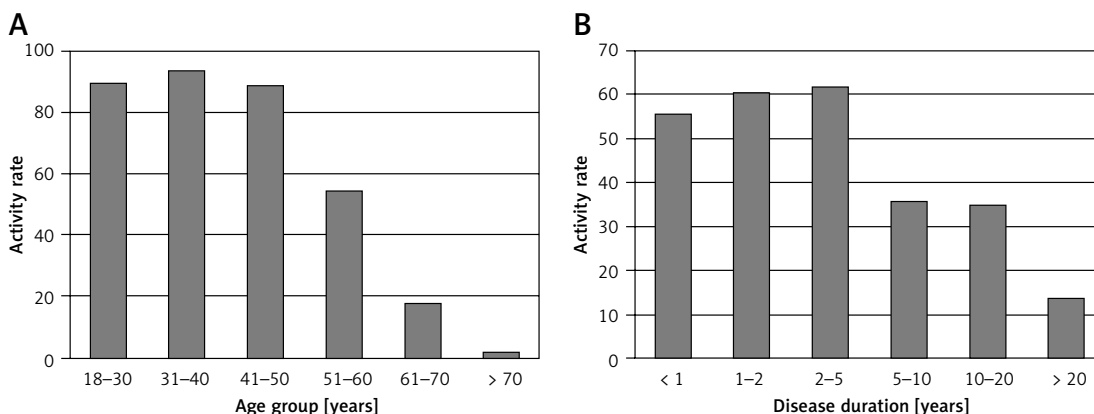 A
100
80
60
40
20
0
Activity rate
18–30 31–40 41–50 51–60 61–70 > 70
Age group [years]
B
70
60
50
40
30
20
10
0
Activity rate
< 1 1–2 2–5 5–10 10–20 > 20
Disease duration [years]